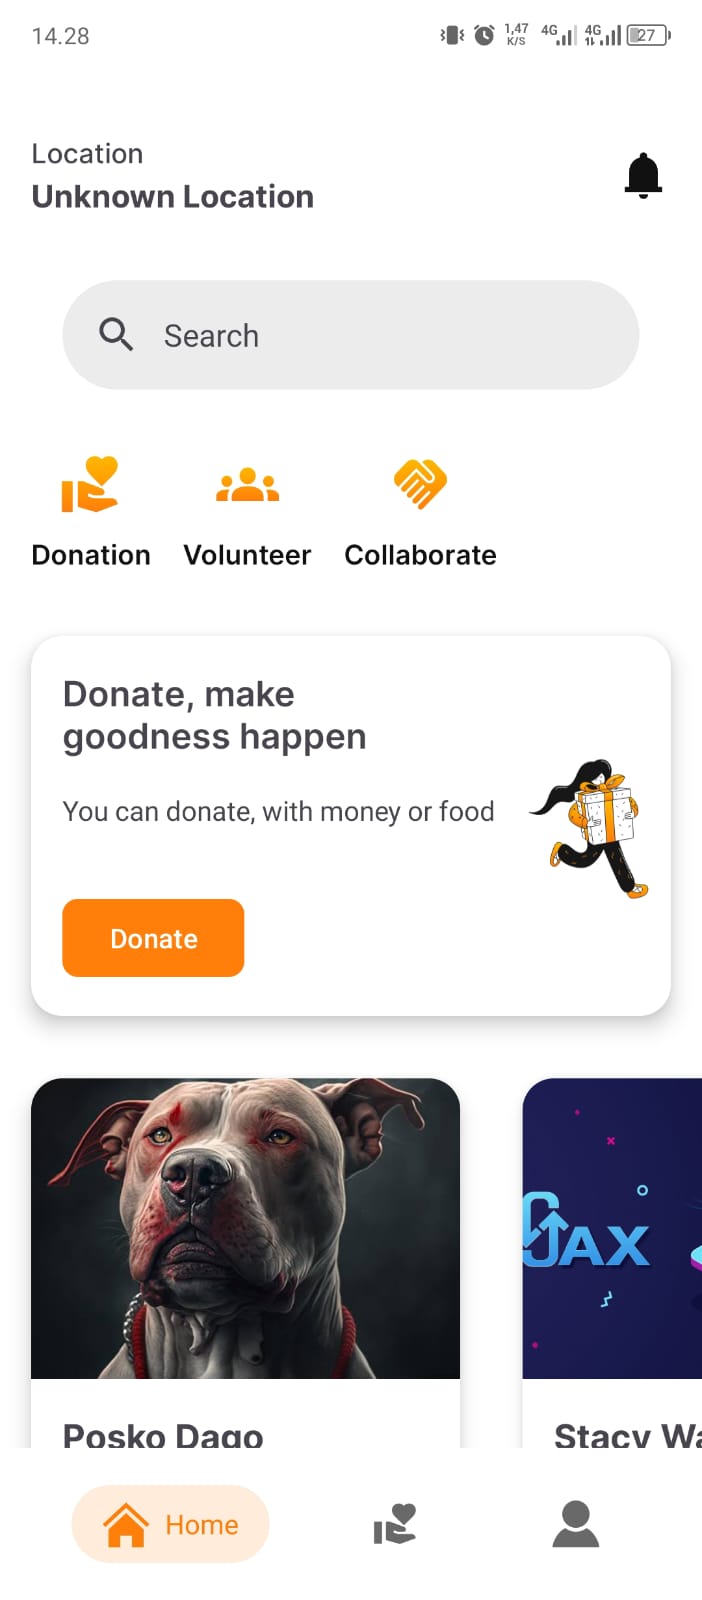 14.28
1,47
K/S
4G
4G
27
Location
Unknown Location
Search
Donation
Volunteer
Collaborate
Donate, make
goodness happen
You can donate, with money or food
Donate
JAX
Posko Dago
Stacy Wa
Home